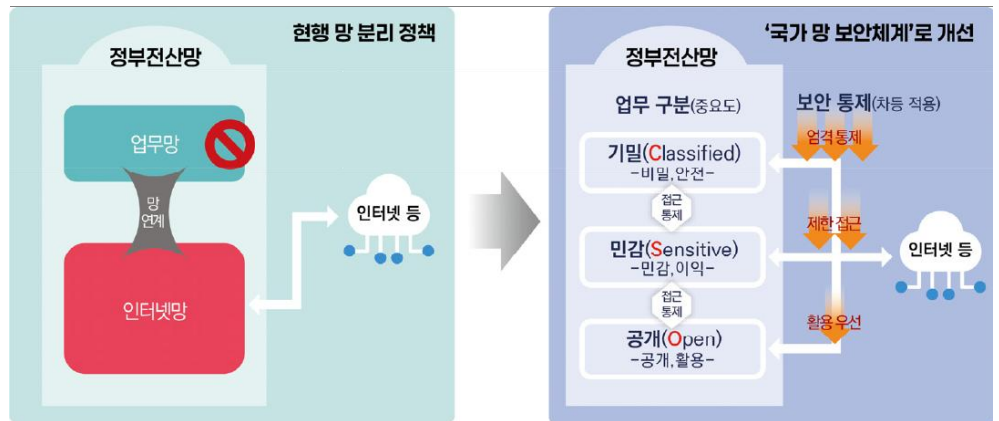 현행 망 분리 정책
정부전산망
업무망
망
연계
인터넷망
인터넷 등
‘국가 망 보안체계’로 개선
정부전산망
업무 구분(중요도)
보안 통제(차등 적용)
엄격 통제
기밀(Classified)
-비밀,안전-
접근
통제
제한 접근
민감(Sensitive)
-민감,이익-
인터넷 등
접근
통제
활용 우선
공개(Open)
-공개,활용-